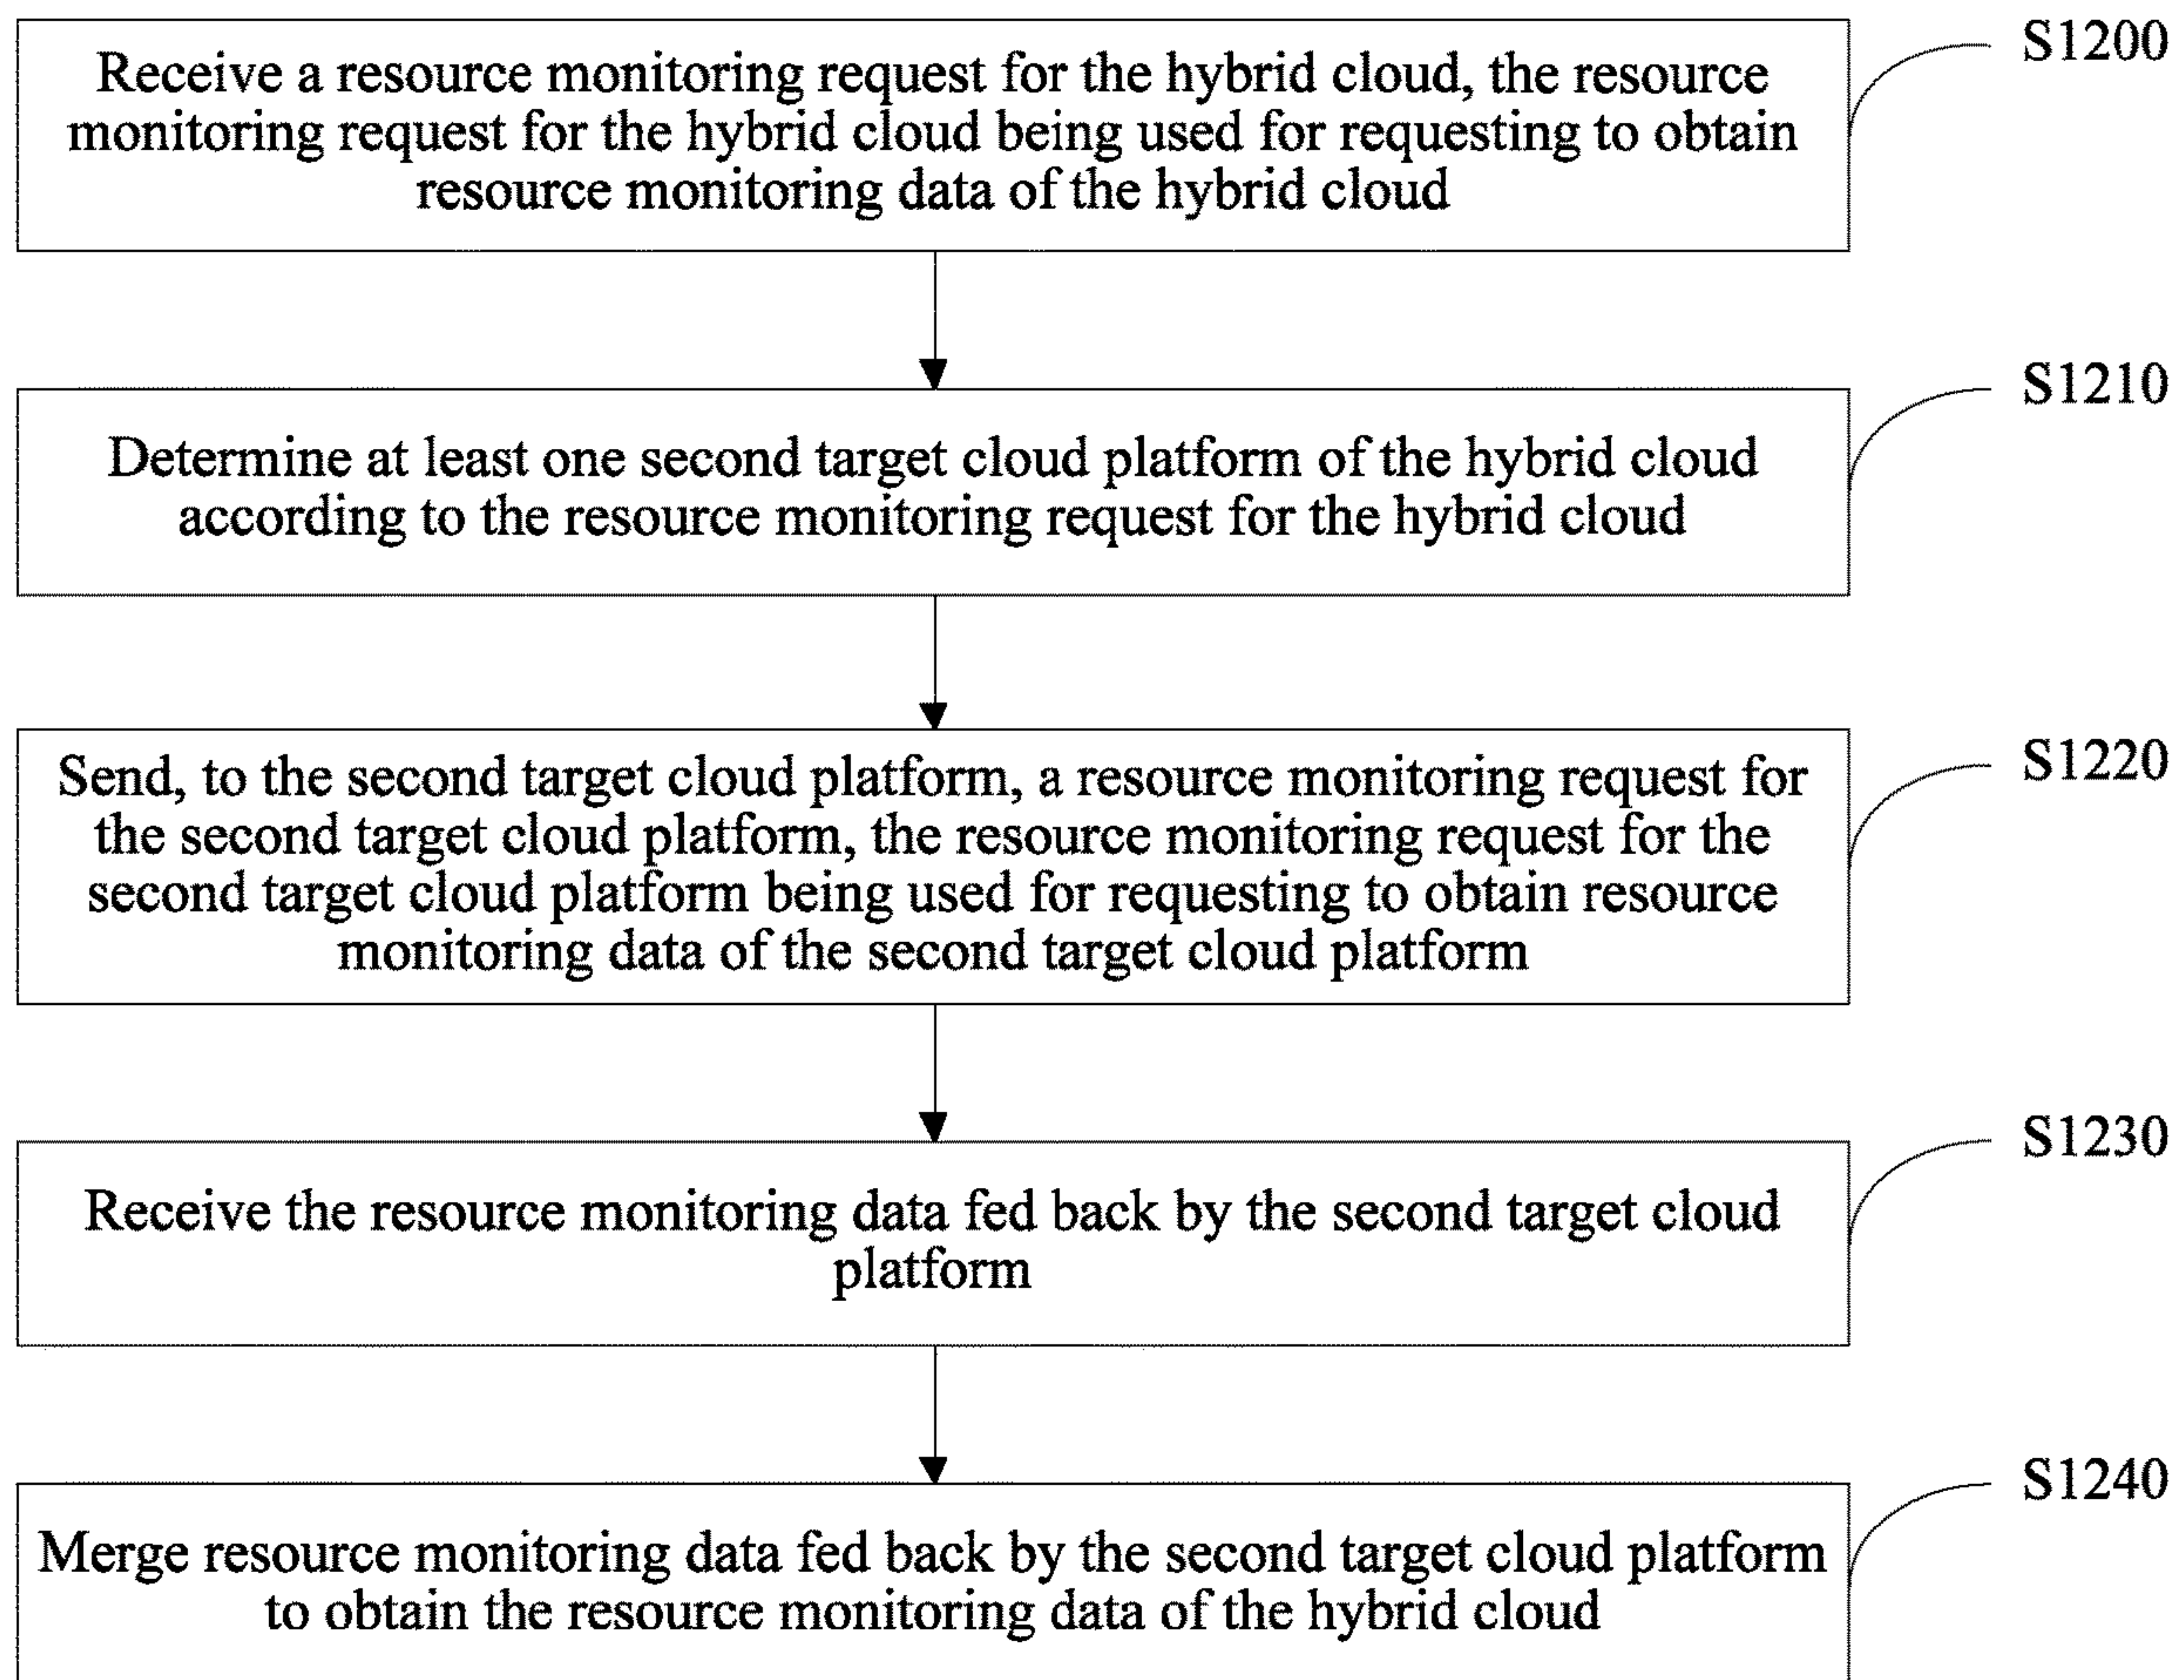 Receive a resource monitoring request for the hybrid cloud, the resource
monitoring request for the hybrid cloud being used for requesting to obtain
resource monitoring data of the hybrid cloud
S1200
Determine at least one second target cloud platform of the hybrid cloud
according to the resource monitoring request for the hybrid cloud
S1210
Send, to the second target cloud platform, a resource monitoring request for
the second target cloud platform, the resource monitoring request for the
second target cloud platform being used for requesting to obtain resource
monitoring data of the second target cloud platform
S1220
Receive the resource monitoring data fed back by the second target cloud
platform
S1230
Merge resource monitoring data fed back by the second target cloud platform
to obtain the resource monitoring data of the hybrid cloud
S1240